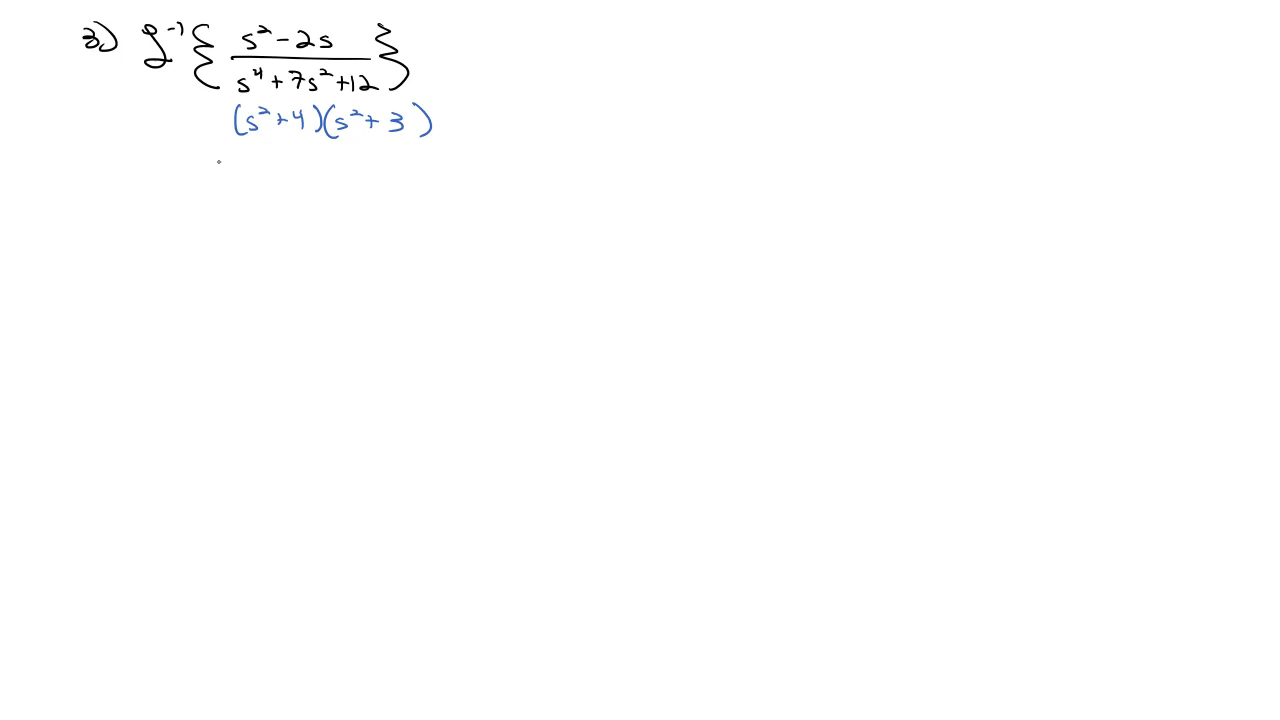 3) ℒ⁻¹ { (s² - 2s) / (s⁴ + 7s² + 12) }
(s² + 4)(s² + 3)